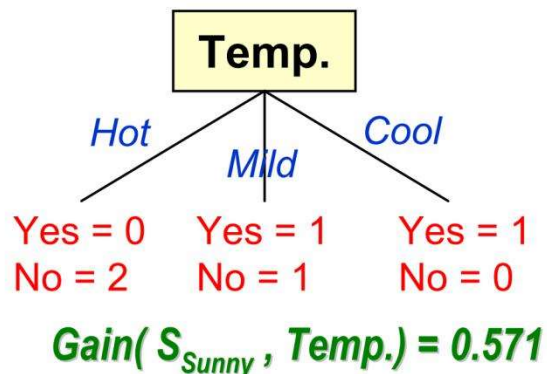 Temp.
Hot
Mild
Cool
Yes = 0 Yes = 1 Yes = 1
No = 2 No = 1 No = 0
Gain( S_Sunny , Temp.) = 0.571